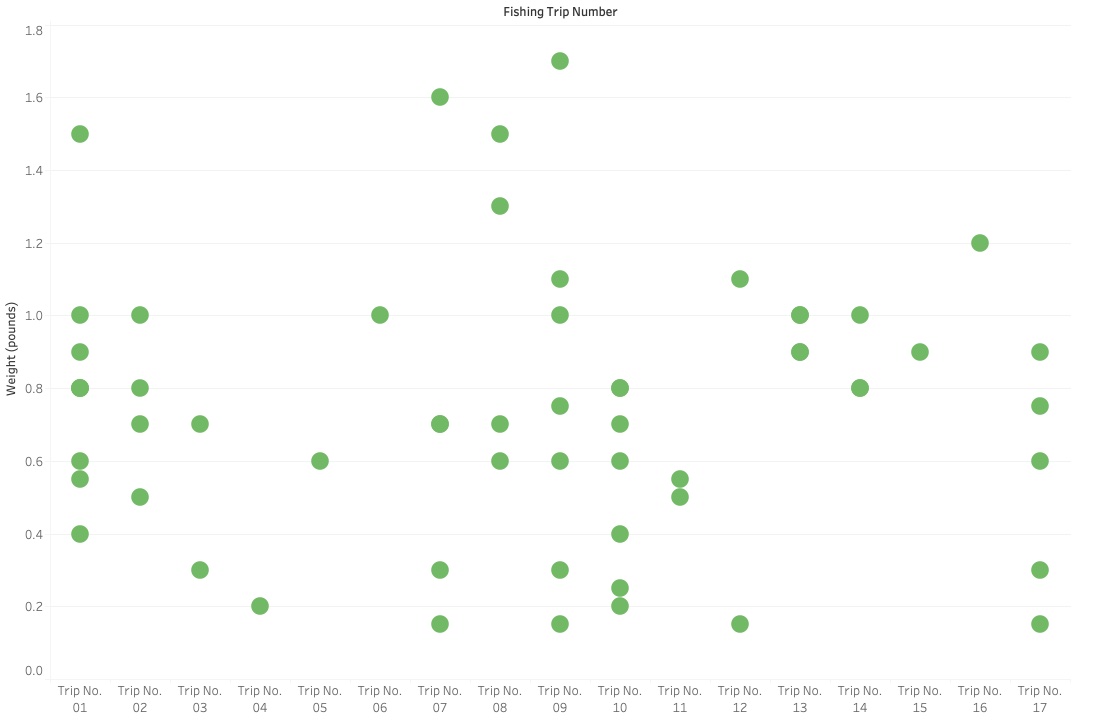 Fishing Trip Number
1.8
1.6
1.4
1.2
1.0
0.8
0.6
0.4
0.2
0.0
Weight (pounds)
Trip No. 01
Trip No. 02
Trip No. 03
Trip No. 04
Trip No. 05
Trip No. 06
Trip No. 07
Trip No. 08
Trip No. 09
Trip No. 10
Trip No. 11
Trip No. 12
Trip No. 13
Trip No. 14
Trip No. 15
Trip No. 16
Trip No. 17